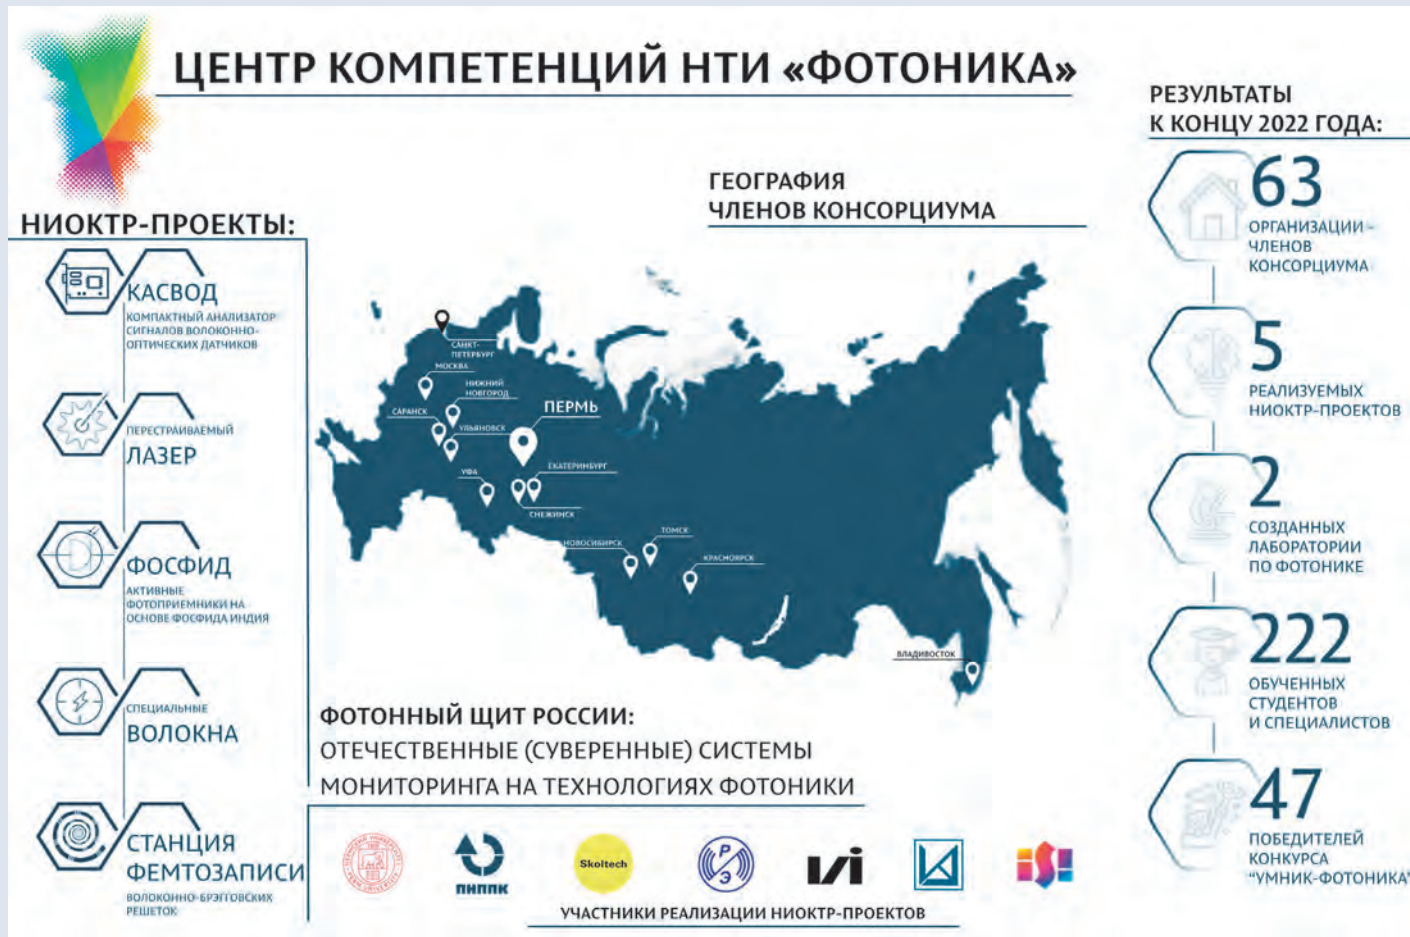 ЦЕНТР КОМПЕТЕНЦИЙ НТИ «ФОТОНИКА»
НИОКТР-ПРОЕКТЫ:
КАСВОД
КОМПАКТНЫЙ АНАЛИЗАТОР
СИГНАЛОВ ВОЛОКОННО-
ОПТИЧЕСКИХ ДАТЧИКОВ
ПЕРЕСТРАИВАЕМЫЙ
ЛАЗЕР
ФОСФИД
АКТИВНЫЕ
ФОТОПРИЕМНИКИ НА
ОСНОВЕ ФОСФИДА ИНДИЯ
СПЕЦИАЛЬНЫЕ
ВОЛОКНА
СТАНЦИЯ
ФЕМТОЗАПИСИ
ВОЛОКОННО-БРЭГГОВСКИХ
РЕШЕТОК
ГЕОГРАФИЯ
ЧЛЕНОВ КОНСОРЦИУМА
САНКТ-
ПЕТЕРБУРГ
МОСКВА
НИЖНИЙ
НОВГОРОД
САРАНСК
УЛЬЯНОВСК
ПЕРМЬ
УФА
ЕКАТЕРИНБУРГ
СНЕЖИНСК
НОВОСИБИРСК
ТОМСК
КРАСНОЯРСК
ВЛАДИВОСТОК
ФОТОННЫЙ ЩИТ РОССИИ:
ОТЕЧЕСТВЕННЫЕ (СУВЕРЕННЫЕ) СИСТЕМЫ
МОНИТОРИНГА НА ТЕХНОЛОГИЯХ ФОТОНИКИ
ПНППК
Skoltech
РЭ
УЧАСТНИКИ РЕАЛИЗАЦИИ НИОКТР-ПРОЕКТОВ
РЕЗУЛЬТАТЫ
К КОНЦУ 2022 ГОДА:
63
ОРГАНИЗАЦИИ –
ЧЛЕНОВ
КОНСОРЦИУМА
5
РЕАЛИЗУЕМЫХ
НИОКТР-ПРОЕКТОВ
2
СОЗДАННЫХ
ЛАБОРАТОРИИ
ПО ФОТОНИКЕ
222
ОБУЧЕННЫХ
СТУДЕНТОВ
И СПЕЦИАЛИСТОВ
47
ПОБЕДИТЕЛЕЙ
КОНКУРСА
"УМНИК-ФОТОНИКА"